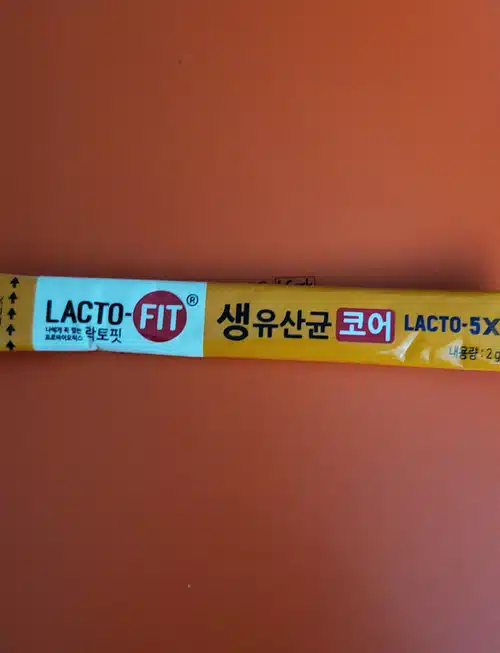 LACTO-FIT®
나에게 꼭 맞는
프로바이오틱스 락토핏
생유산균 코어 LACTO-5X
내용량 : 2g